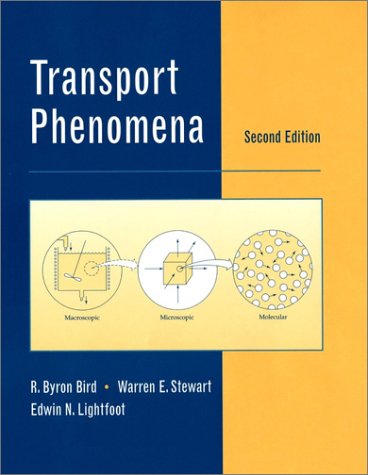 Transport
Phenomena
Second Edition
Macroscopic
Microscopic
Molecular
R. Byron Bird • Warren E. Stewart
Edwin N. Lightfoot